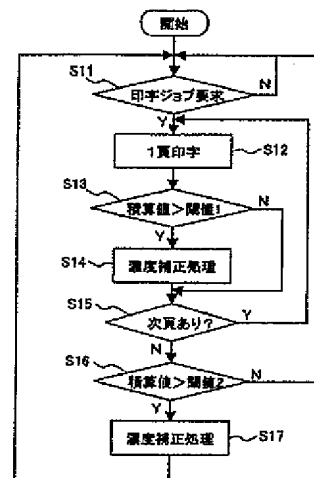 開始
S11
印字ジョブ要求
N
Y
1頁印字
S12
S13
積算値>閾値1
N
Y
S14
濃度補正処理
S15
次頁あり?
Y
N
S16
積算値>閾値2
N
Y
濃度補正処理
S17